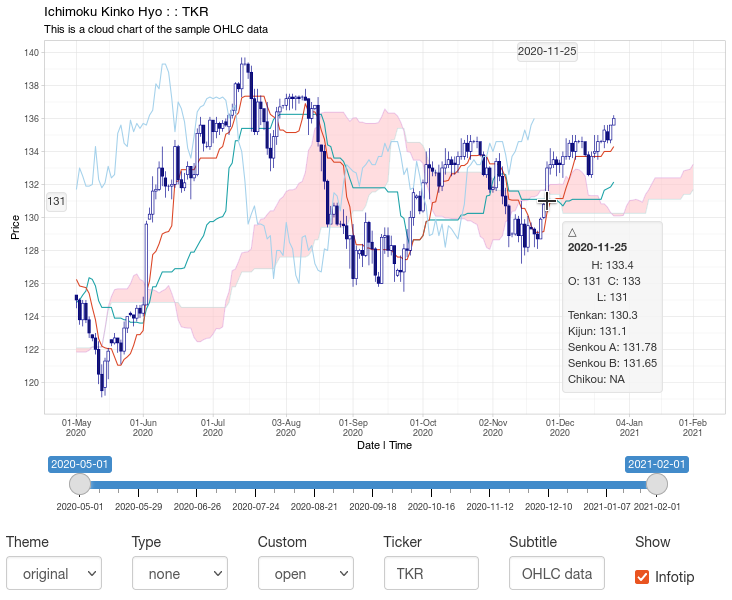 Ichimoku Kinko Hyo : : TKR
This is a cloud chart of the sample OHLC data
140
138
136
134
132
130
128
126
124
122
120
Price
131
2020-11-25
△
2020-11-25
H: 133.4
O: 131 C: 133
L: 131
Tenkan: 130.3
Kijun: 131.1
Senkou A: 131.78
Senkou B: 131.65
Chikou: NA
01-May 01-Jun 01-Jul 03-Aug 01-Sep 01-Oct 02-Nov 01-Dec 04-Jan 01-Feb
2020 2020 2020 2020 2020 2020 2020 2020 2021 2021
Date | Time
2020-05-01 2021-02-01
2020-05-01 2020-05-29 2020-06-26 2020-07-24 2020-08-21 2020-09-18 2020-10-16 2020-11-12 2020-12-10 2021-01-07 2021-02-01
Theme Type Custom Ticker Subtitle Show
original none open TKR OHLC data Infotip